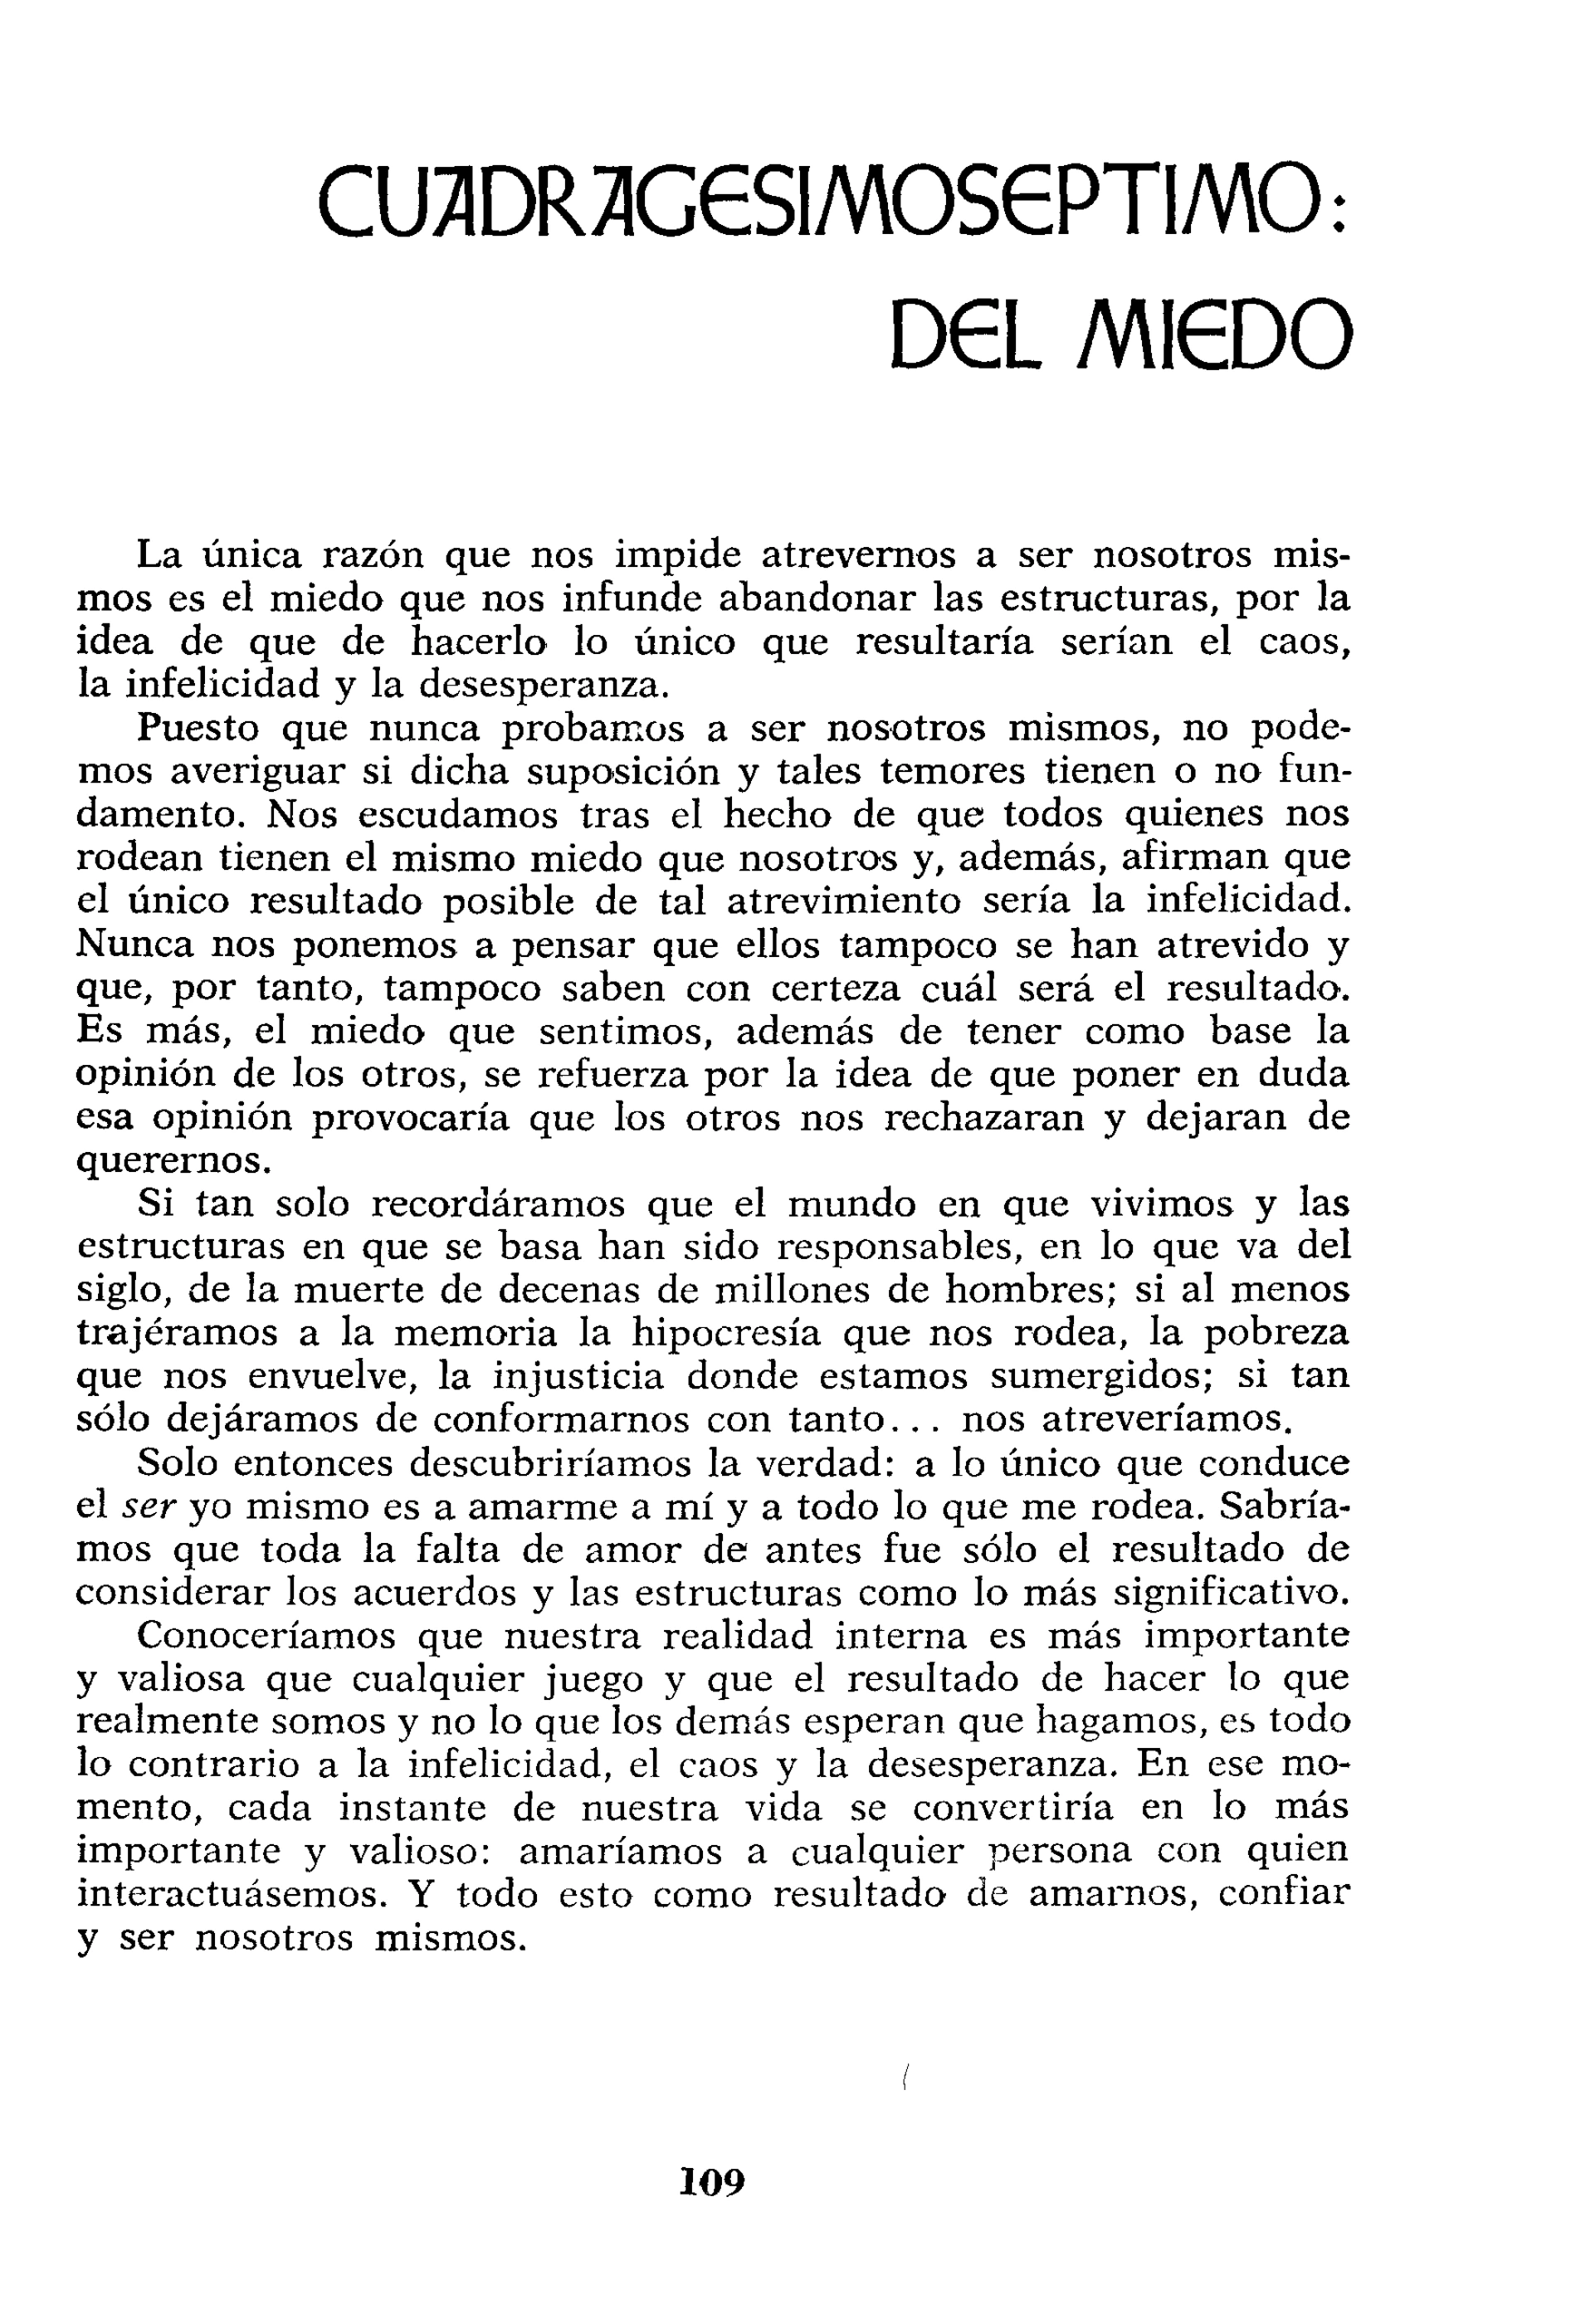 CUADRAGESIMOSEPTIMO:
DEL MIEDO
La única razón que nos impide atrevernos a ser nosotros mis-
mos es el miedo que nos infunde abandonar las estructuras, por la
idea de que de hacerlo lo único que resultaría serían el caos,
la infelicidad y la desesperanza.
Puesto que nunca probamos a ser nosotros mismos, no pode-
mos averiguar si dicha suposición y tales temores tienen o no fun-
damento. Nos escudamos tras el hecho de que todos quienes nos
rodean tienen el mismo miedo que nosotros y, además, afirman que
el único resultado posible de tal atrevimiento sería la infelicidad.
Nunca nos ponemos a pensar que ellos tampoco se han atrevido y
que, por tanto, tampoco saben con certeza cuál será el resultado.
Es más, el miedo que sentimos, además de tener como base la
opinión de los otros, se refuerza por la idea de que poner en duda
esa opinión provocaría que los otros nos rechazaran y dejaran de
querernos.
Si tan solo recordáramos que el mundo en que vivimos y las
estructuras en que se basa han sido responsables, en lo que va del
siglo, de la muerte de decenas de millones de hombres; si al menos
trajéramos a la memoria la hipocresía que nos rodea, la pobreza
que nos envuelve, la injusticia donde estamos sumergidos; si tan
sólo dejáramos de conformarnos con tanto... nos atreveríamos.
Solo entonces descubriríamos la verdad: a lo único que conduce
el ser yo mismo es a amarme a mí y a todo lo que me rodea. Sabría-
mos que toda la falta de amor de antes fue sólo el resultado de
considerar los acuerdos y las estructuras como lo más significativo.
Conoceríamos que nuestra realidad interna es más importante
y valiosa que cualquier juego y que el resultado de hacer lo que
realmente somos y no lo que los demás esperan que hagamos, es todo
lo contrario a la infelicidad, el caos y la desesperanza. En ese mo-
mento, cada instante de nuestra vida se convertiría en lo más
importante y valioso: amaríamos a cualquier persona con quien
interactuásemos. Y todo esto como resultado de amarnos, confiar
y ser nosotros mismos.
109